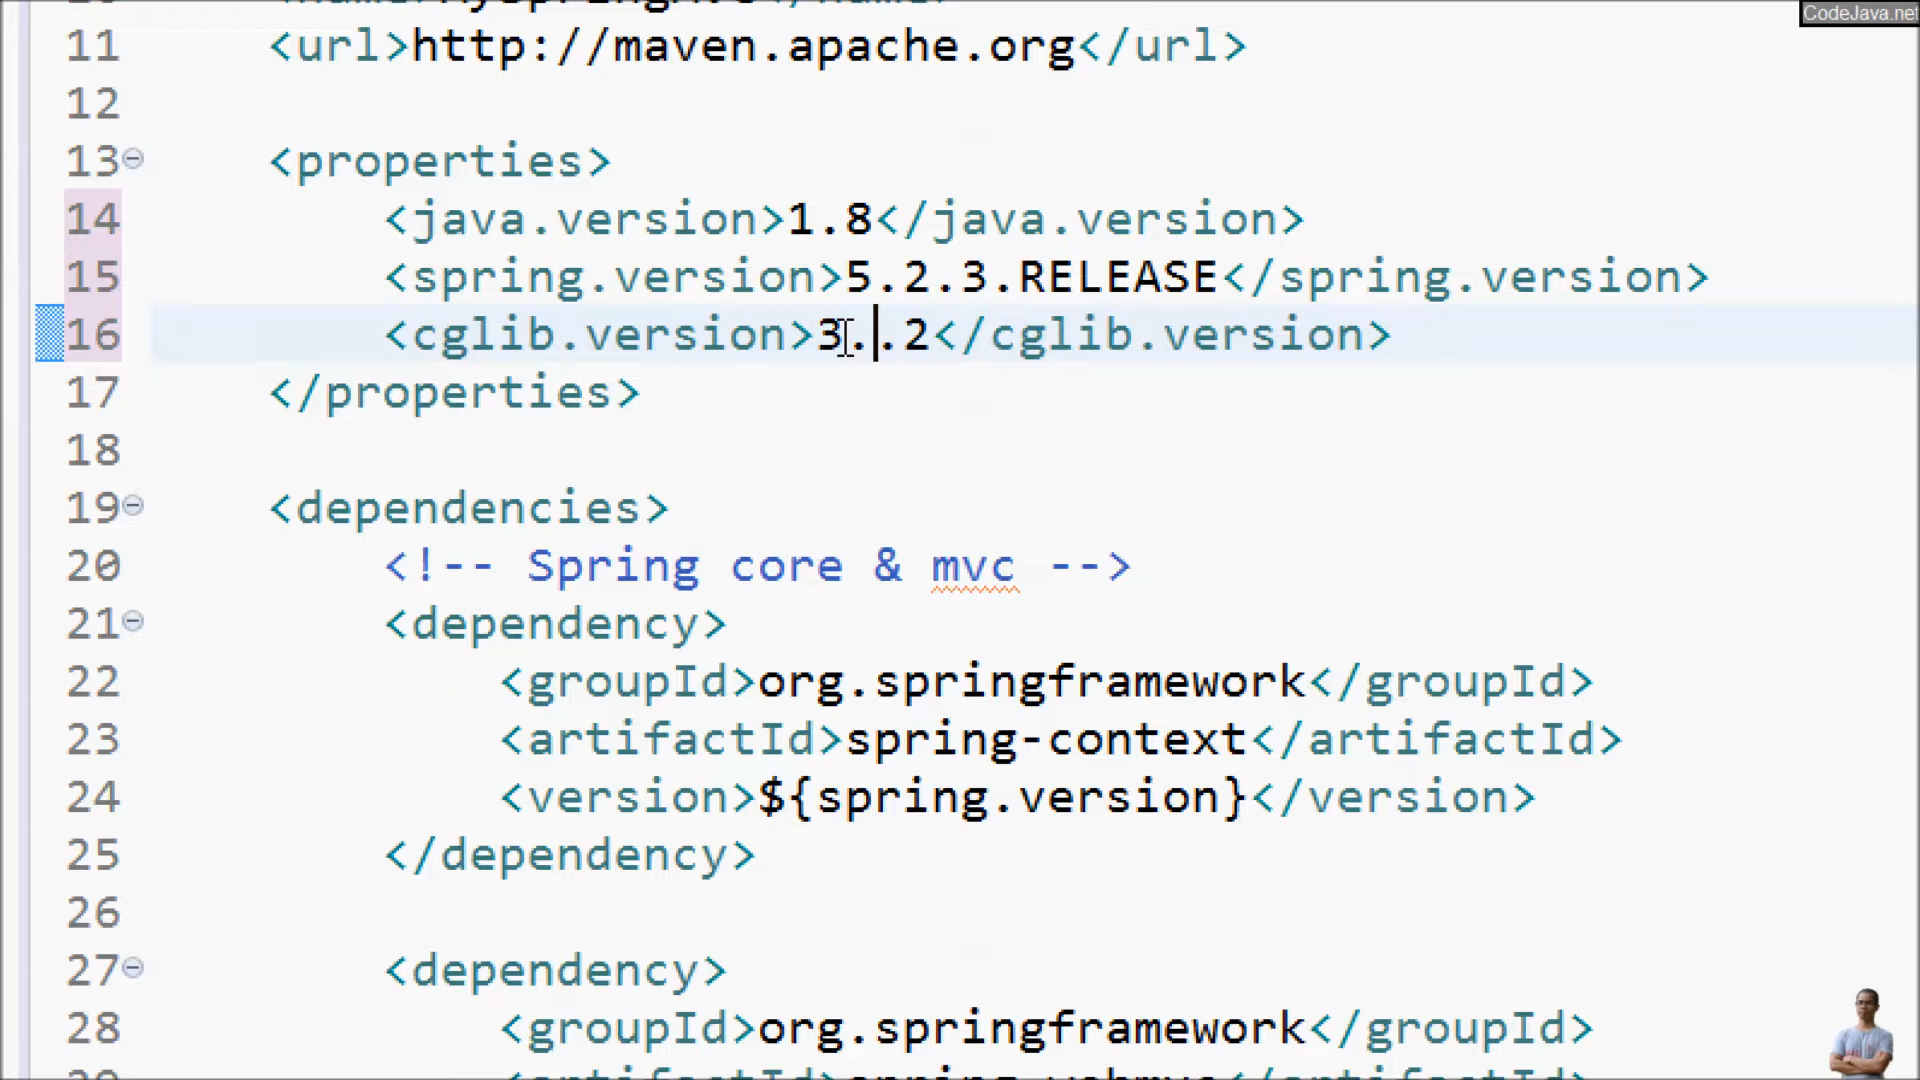 CodeJava.net
11 <url>http://maven.apache.org</url>
12
13 <properties>
14 <java.version>1.8</java.version>
15 <spring.version>5.2.3.RELEASE</spring.version>
16 <cglib.version>3..2</cglib.version>
17 </properties>
18
19 <dependencies>
20 <!-- Spring core & mvc -->
21 <dependency>
22 <groupId>org.springframework</groupId>
23 <artifactId>spring-context</artifactId>
24 <version>${spring.version}</version>
25 </dependency>
26
27 <dependency>
28 <groupId>org.springframework</groupId>